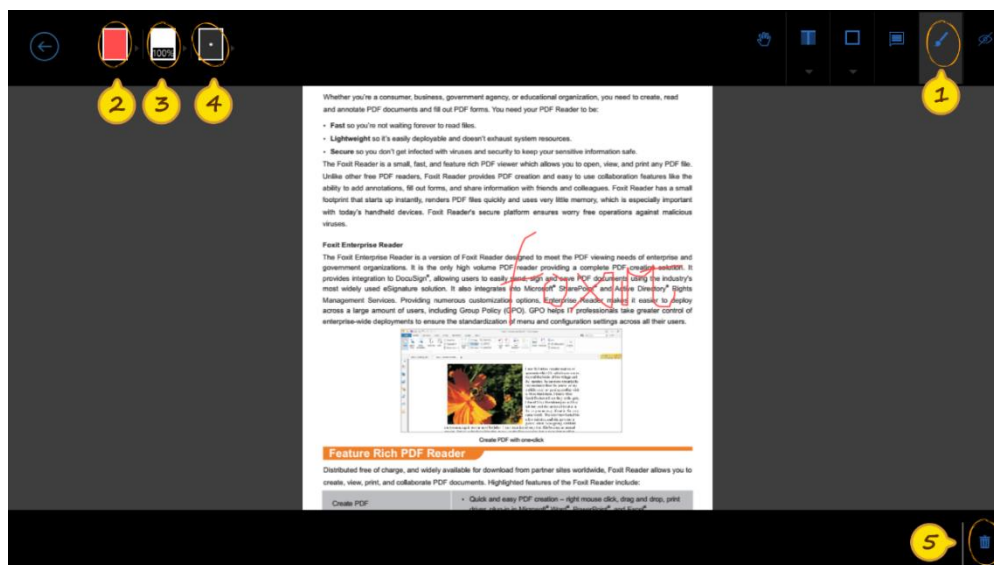 100%
2
3
4
1
Whether you're a consumer, business, government agency, or educational organization, you need to create, read
and annotate PDF documents and fill out PDF forms. You need your PDF Reader to be:
- Fast so you're not waiting forever to read files.
- Lightweight so it's easily deployable and doesn't exhaust system resources.
- Secure so you don't get infected with viruses and security to keep your sensitive information safe.
The Foxit Reader is a small, fast, and feature rich PDF viewer which allows you to open, view, and print any PDF file.
Unlike other free PDF readers, Foxit Reader provides PDF creation and easy to use collaboration features like the
ability to add annotations, fill out forms, and share information with friends and colleagues. Foxit Reader has a small
footprint that starts up instantly, renders PDF files quickly and uses very little memory, which is especially important
with today's handheld devices. Foxit Reader's secure platform ensures worry free operations against malicious
viruses.
Foxit Enterprise Reader
The Foxit Enterprise Reader is a version of Foxit Reader designed to meet the PDF viewing needs of enterprise and
government organizations. It is the only high volume PDF reader providing a complete PDF creation solution. It
provides integration to DocuSign®, allowing users to easily send, sign and save PDF documents using the industry's
most widely used eSignature solution. It also integrates into Microsoft® SharePoint® and Active Directory® Rights
Management Services. Providing numerous customization options, Enterprise Reader makes it easier to deploy
across a large amount of users, including Group Policy (GPO). GPO helps IT professionals take greater control of
enterprise-wide deployments to ensure the standardization of menu and configuration settings across all their users.
Create PDF with one-click
Feature Rich PDF Reader
Distributed free of charge, and widely available for download from partner sites worldwide, Foxit Reader allows you to
create, view, print, and collaborate PDF documents. Highlighted features of the Foxit Reader include:
Create PDF
- Quick and easy PDF creation – right mouse click, drag and drop, print
5